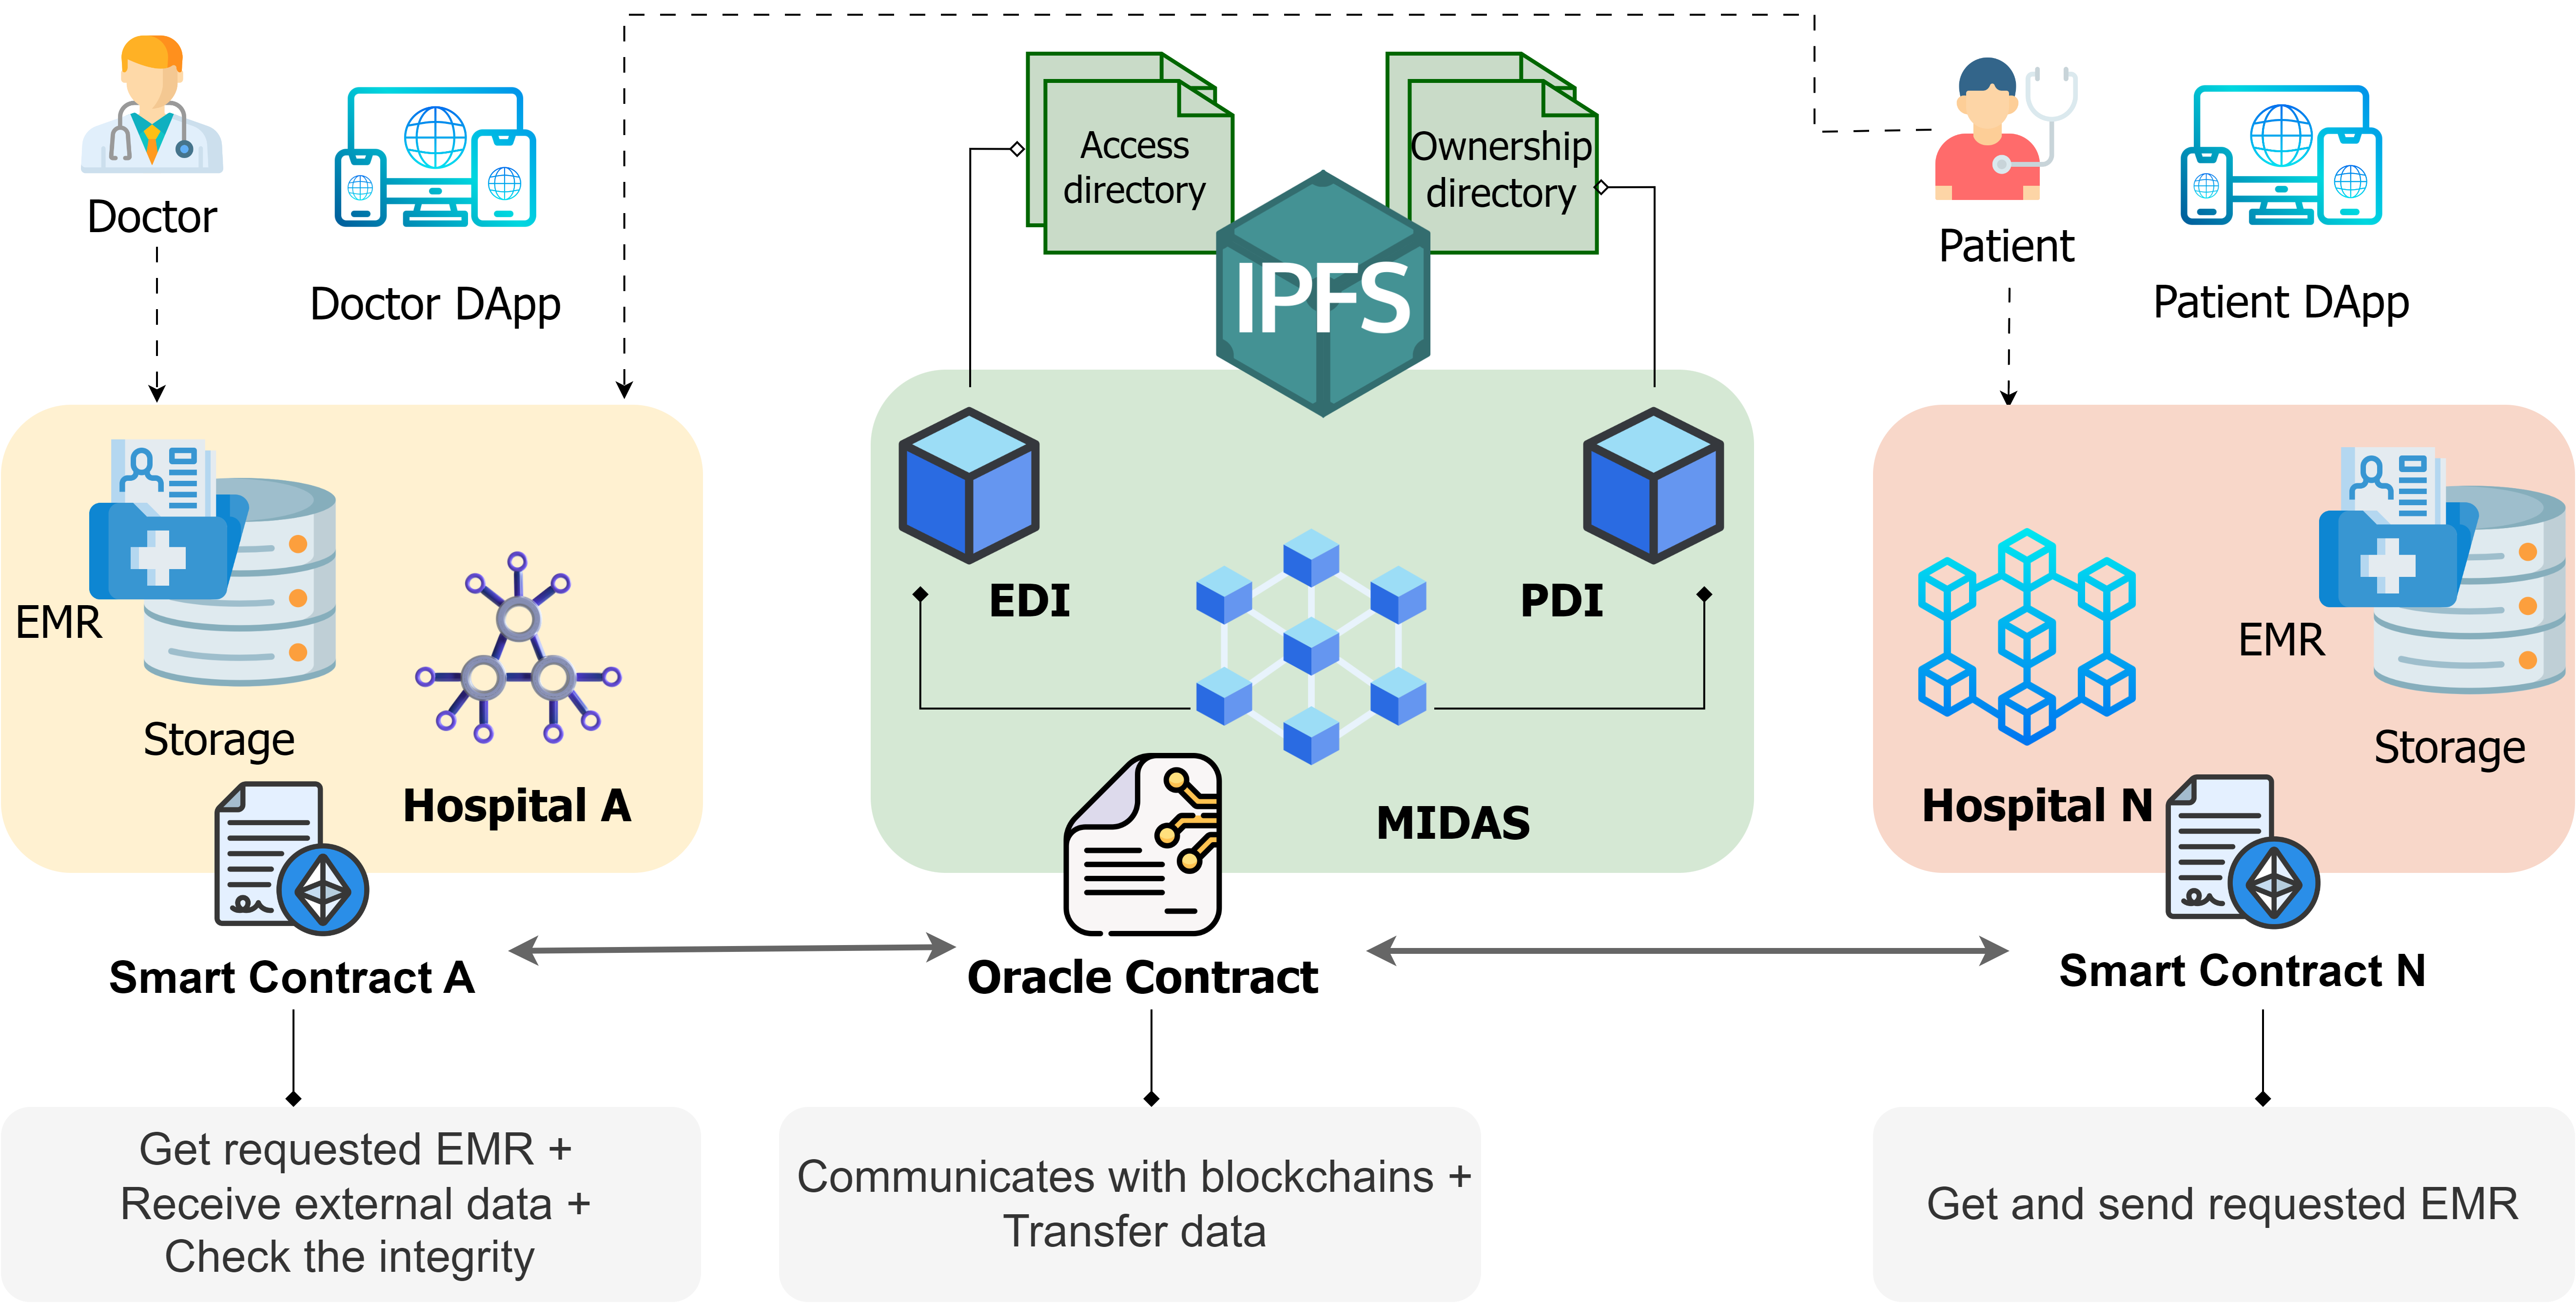 Access
directory
Ownership
directory
Doctor
Doctor DApp
IPFS
Patient
Patient DApp
EMR
Storage
Hospital A
EDI
PDI
MIDAS
EMR
Storage
Hospital N
Smart Contract A
Oracle Contract
Smart Contract N
Get requested EMR +
Receive external data +
Check the integrity
Communicates with blockchains +
Transfer data
Get and send requested EMR